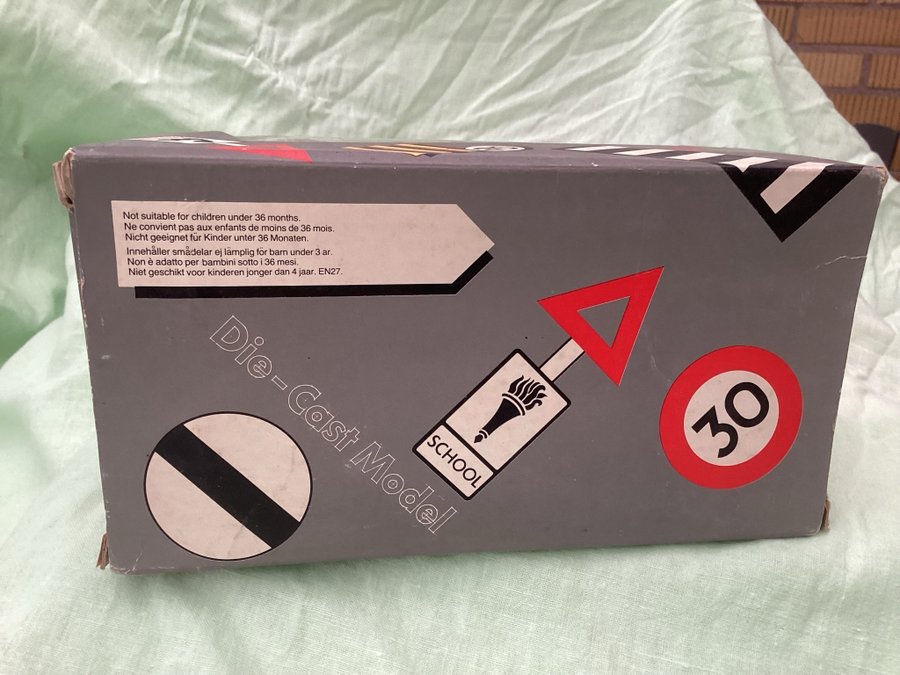 Not suitable for children under 36 months.
Ne convient pas aux enfants de moins de 36 mois.
Nicht geeignet für Kinder unter 36 Monaten.
Innehåller smådelar ej lämplig för barn under 3 ar.
Non è adatto per bambini sotto i 36 mesi.
Niet geschikt voor kinderen jonger dan 4 jaar. EN27.
Die-Cast Model
SCHOOL
30